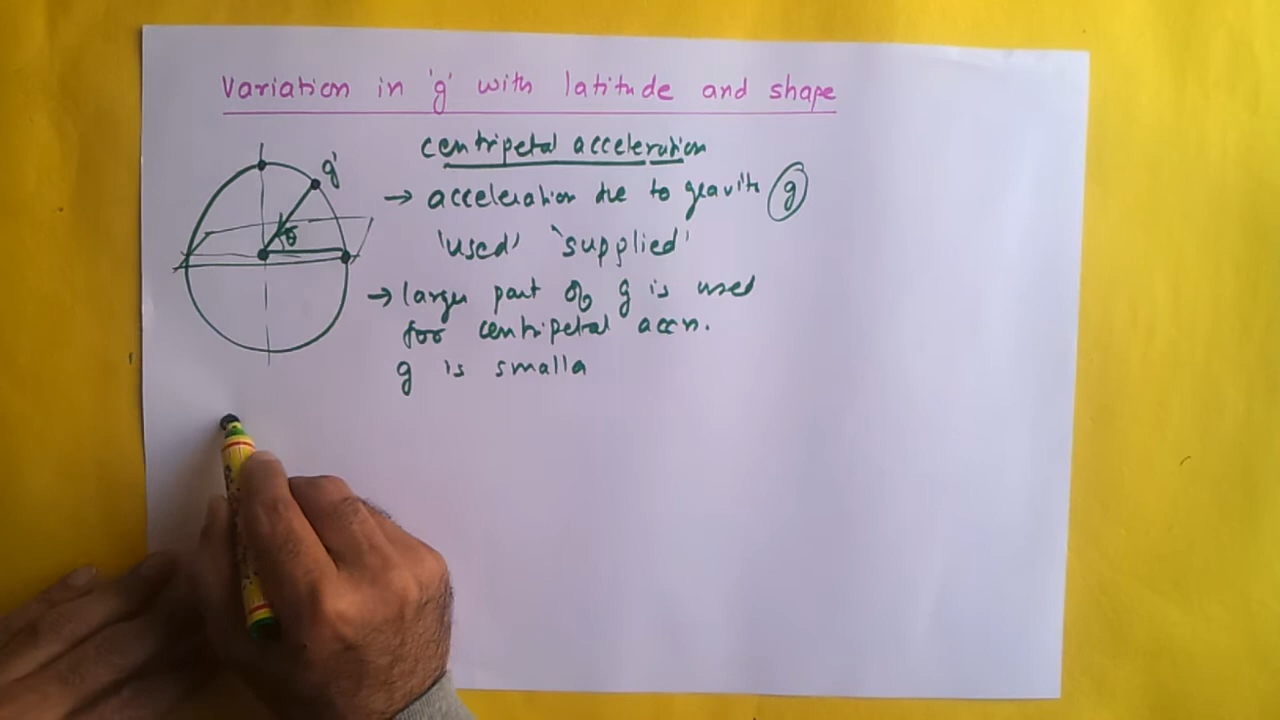 Variation in 'g' with latitude and shape
centripetal acceleration
g'
→ acceleration due to gravity g
θ
'used' 'supplied'
→ larger part of g is used
for centripetal accn.
g is smaller